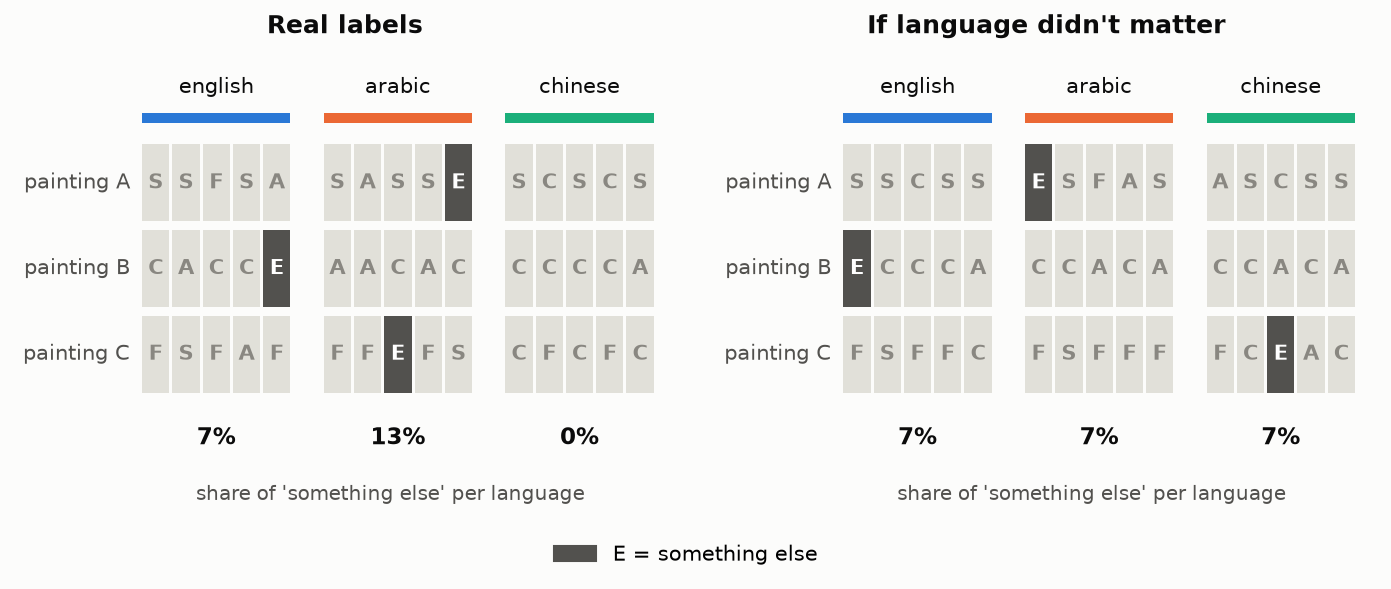 Real labels If language didn't matter
english arabic chinese english arabic chinese
painting A S S F S A S A S S E S C S C S painting A S S C S S E S F A S A S C S S
painting B C A C C E A A C A C C C C C A painting B E C C C A C C A C A C C A C A
painting C F S F A F F F E F S C F C F C painting C F S F F C F S F F F F C E A C
7% 13% 0% 7% 7% 7%
share of 'something else' per language share of 'something else' per language
E = something else